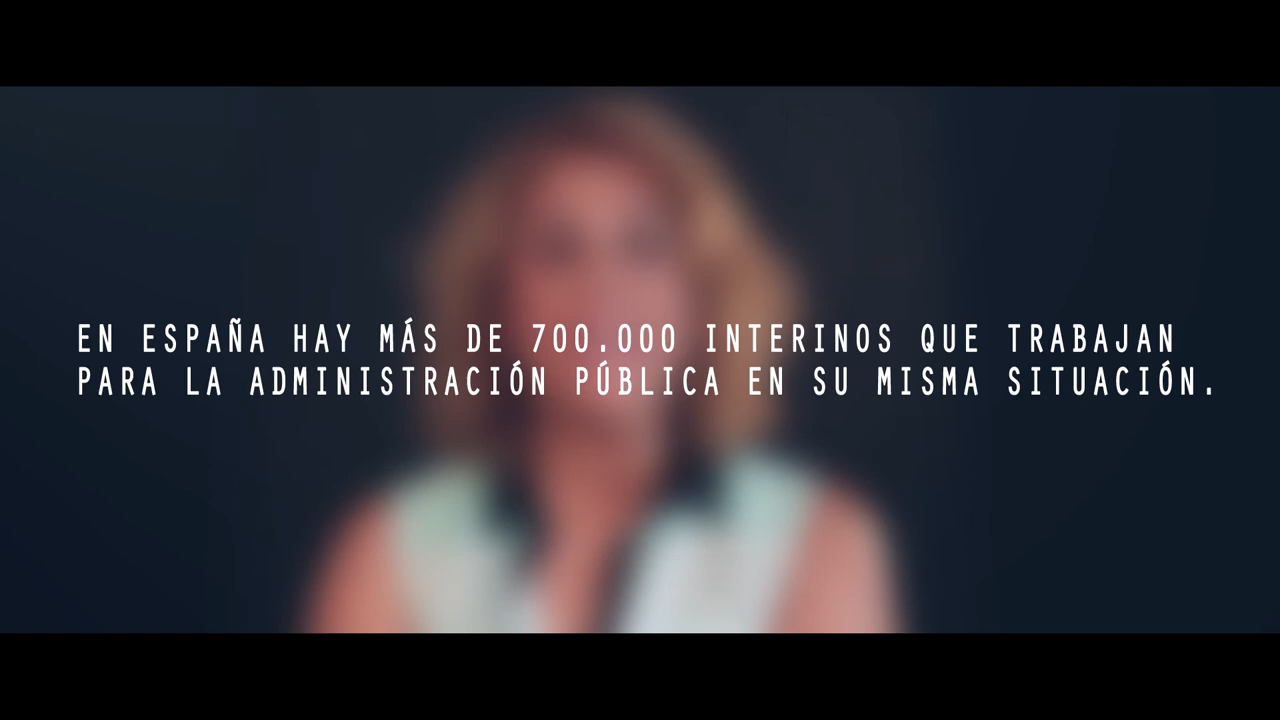 EN ESPAÑA HAY MÁS DE 700.000 INTERINOS QUE TRABAJAN
PARA LA ADMINISTRACIÓN PÚBLICA EN SU MISMA SITUACIÓN.